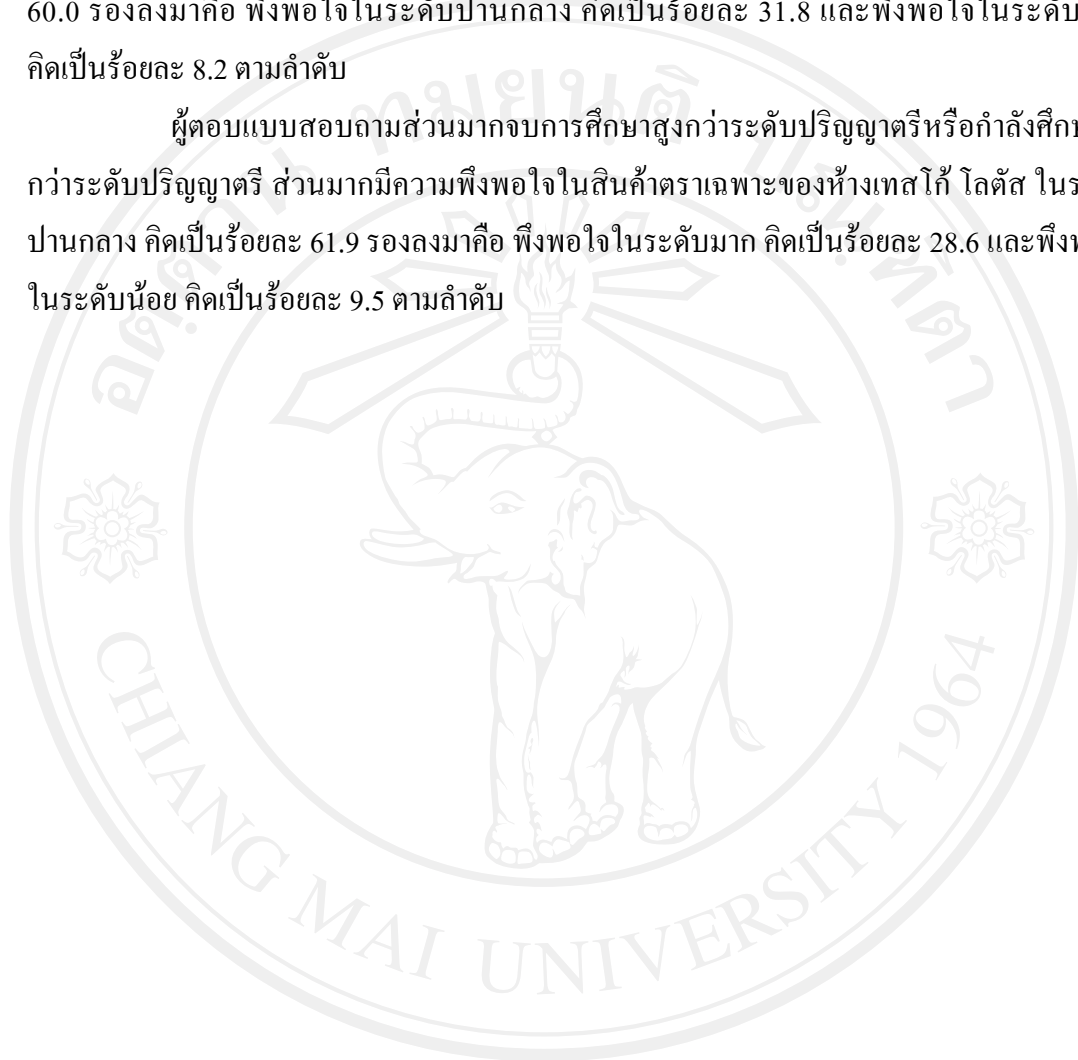 60.0 รองลงมาคือ พึงพอใจในระดับปานกลาง คิดเป็นร้อยละ 31.8 และพึงพอใจในระดับ
คิดเป็นร้อยละ 8.2 ตามลำดับ
ผู้ตอบแบบสอบถามส่วนมากจบการศึกษาสูงกว่าระดับปริญญาตรีหรือกำลังศึกษ
กว่าระดับปริญญาตรี ส่วนมากมีความพึงพอใจในสินค้าตราเฉพาะของห้างเทสโก้ โลตัส ในร
ปานกลาง คิดเป็นร้อยละ 61.9 รองลงมาคือ พึงพอใจในระดับมาก คิดเป็นร้อยละ 28.6 และพึงพ
ในระดับน้อย คิดเป็นร้อยละ 9.5 ตามลำดับ
อตฺตานํ ทมยนฺติ ปณฺฑิตา
CHIANG MAI UNIVERSITY 1964